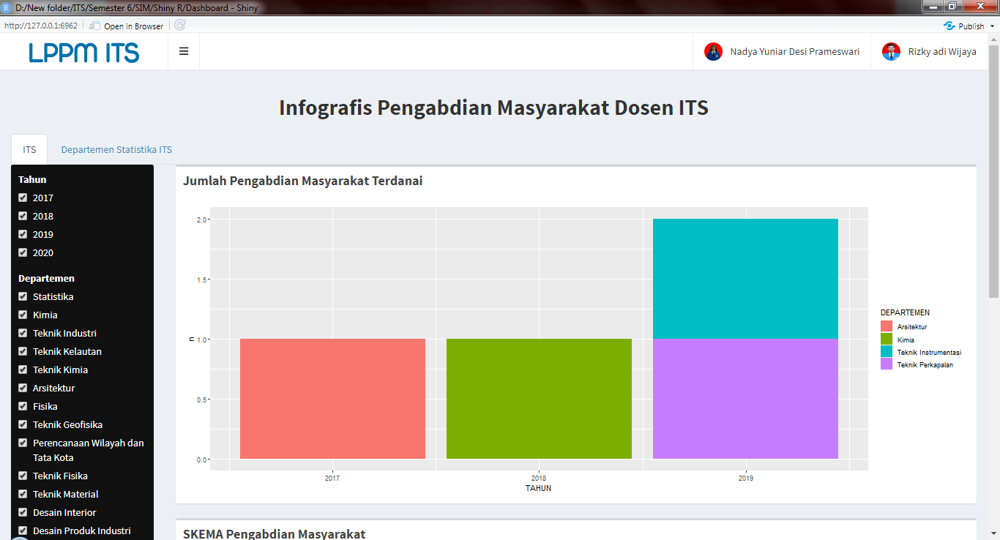 D:/New folder/ITS/Semester 6/SIM/Shiny R/Dashboard - Shiny
http://127.0.0.1:6962
Open in Browser
Publish
LPPM ITS
Nadya Yuniar Desi Prameswari
Rizky adi Wijaya
Infografis Pengabdian Masyarakat Dosen ITS
ITS
Departemen Statistika ITS
Tahun
2017
2018
2019
2020
Departemen
Statistika
Kimia
Teknik Industri
Teknik Kelautan
Teknik Kimia
Arsitektur
Fisika
Teknik Geofisika
Perencanaan Wilayah dan
Tata Kota
Teknik Fisika
Teknik Material
Desain Interior
Desain Produk Industri
Jumlah Pengabdian Masyarakat Terdanai
2.0
1.5
1.0
0.5
0.0
n
2017
2018
2019
TAHUN
DEPARTEMEN
Arsitektur
Kimia
Teknik Instrumentasi
Teknik Perkapalan
SKEMA Pengabdian Masyarakat